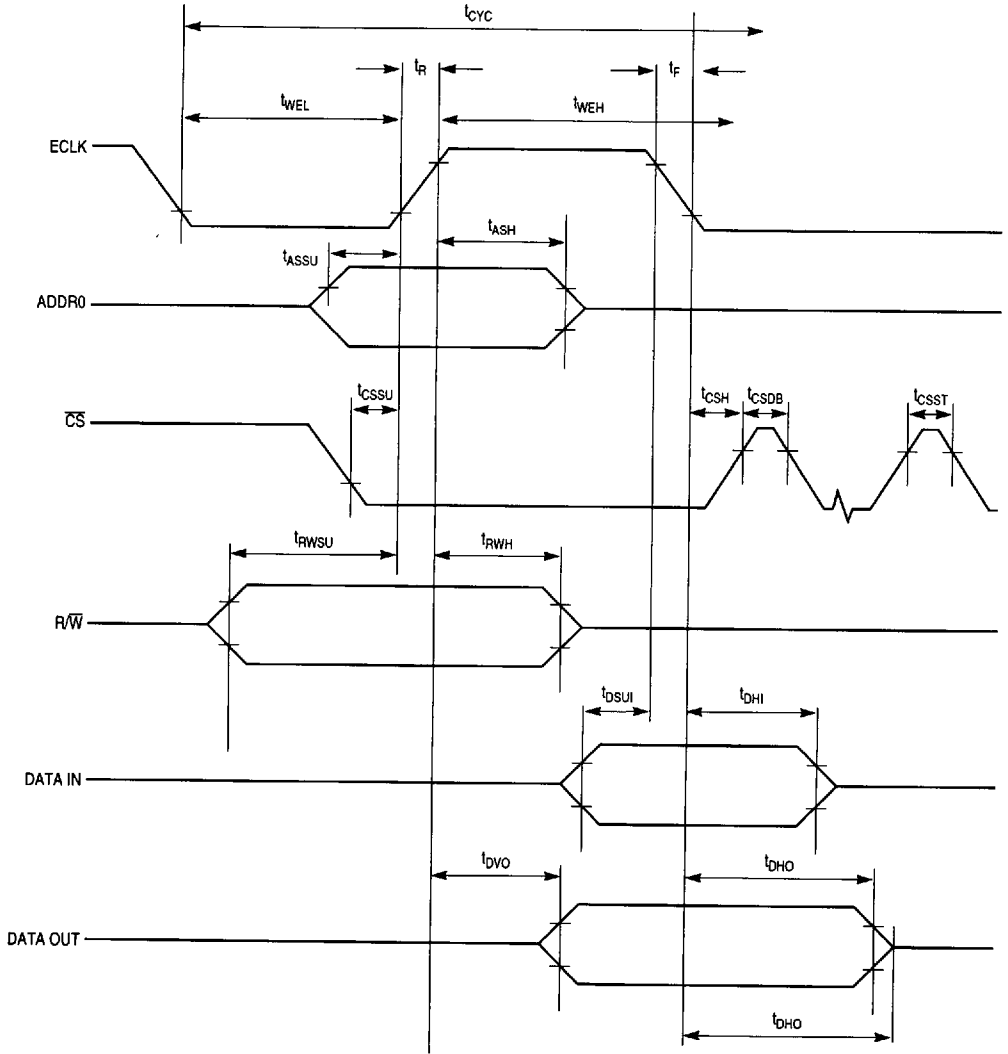 tCYC
tR
tF
tWEL
tWEH
ECLK
tASH
tASSU
ADDR0
tCSSU
tCSH
tCSDB
tCSST
CS
tRWSU
tRWH
R/W
tDSUI
tDHI
DATA IN
tDVO
tDHO
DATA OUT
tDHO